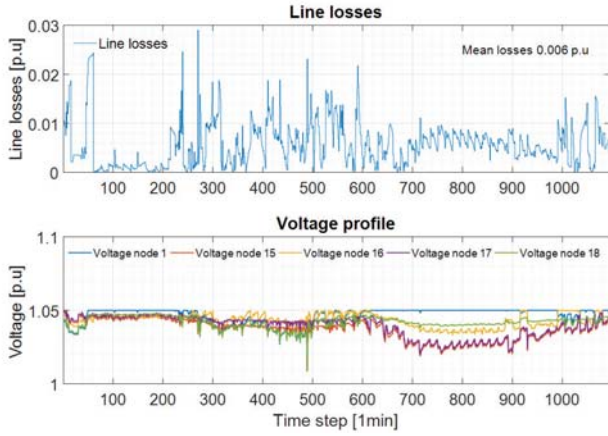 Line losses
Line losses [p.u]
0.03
0.02
0.01
0
Line losses
Mean losses 0.006 p.u
100 200 300 400 500 600 700 800 900 1000
Voltage profile
Voltage [p.u]
1.1
1.05
1
Voltage node 1 Voltage node 15 Voltage node 16 Voltage node 17 Voltage node 18
100 200 300 400 500 600 700 800 900 1000
Time step [1min]